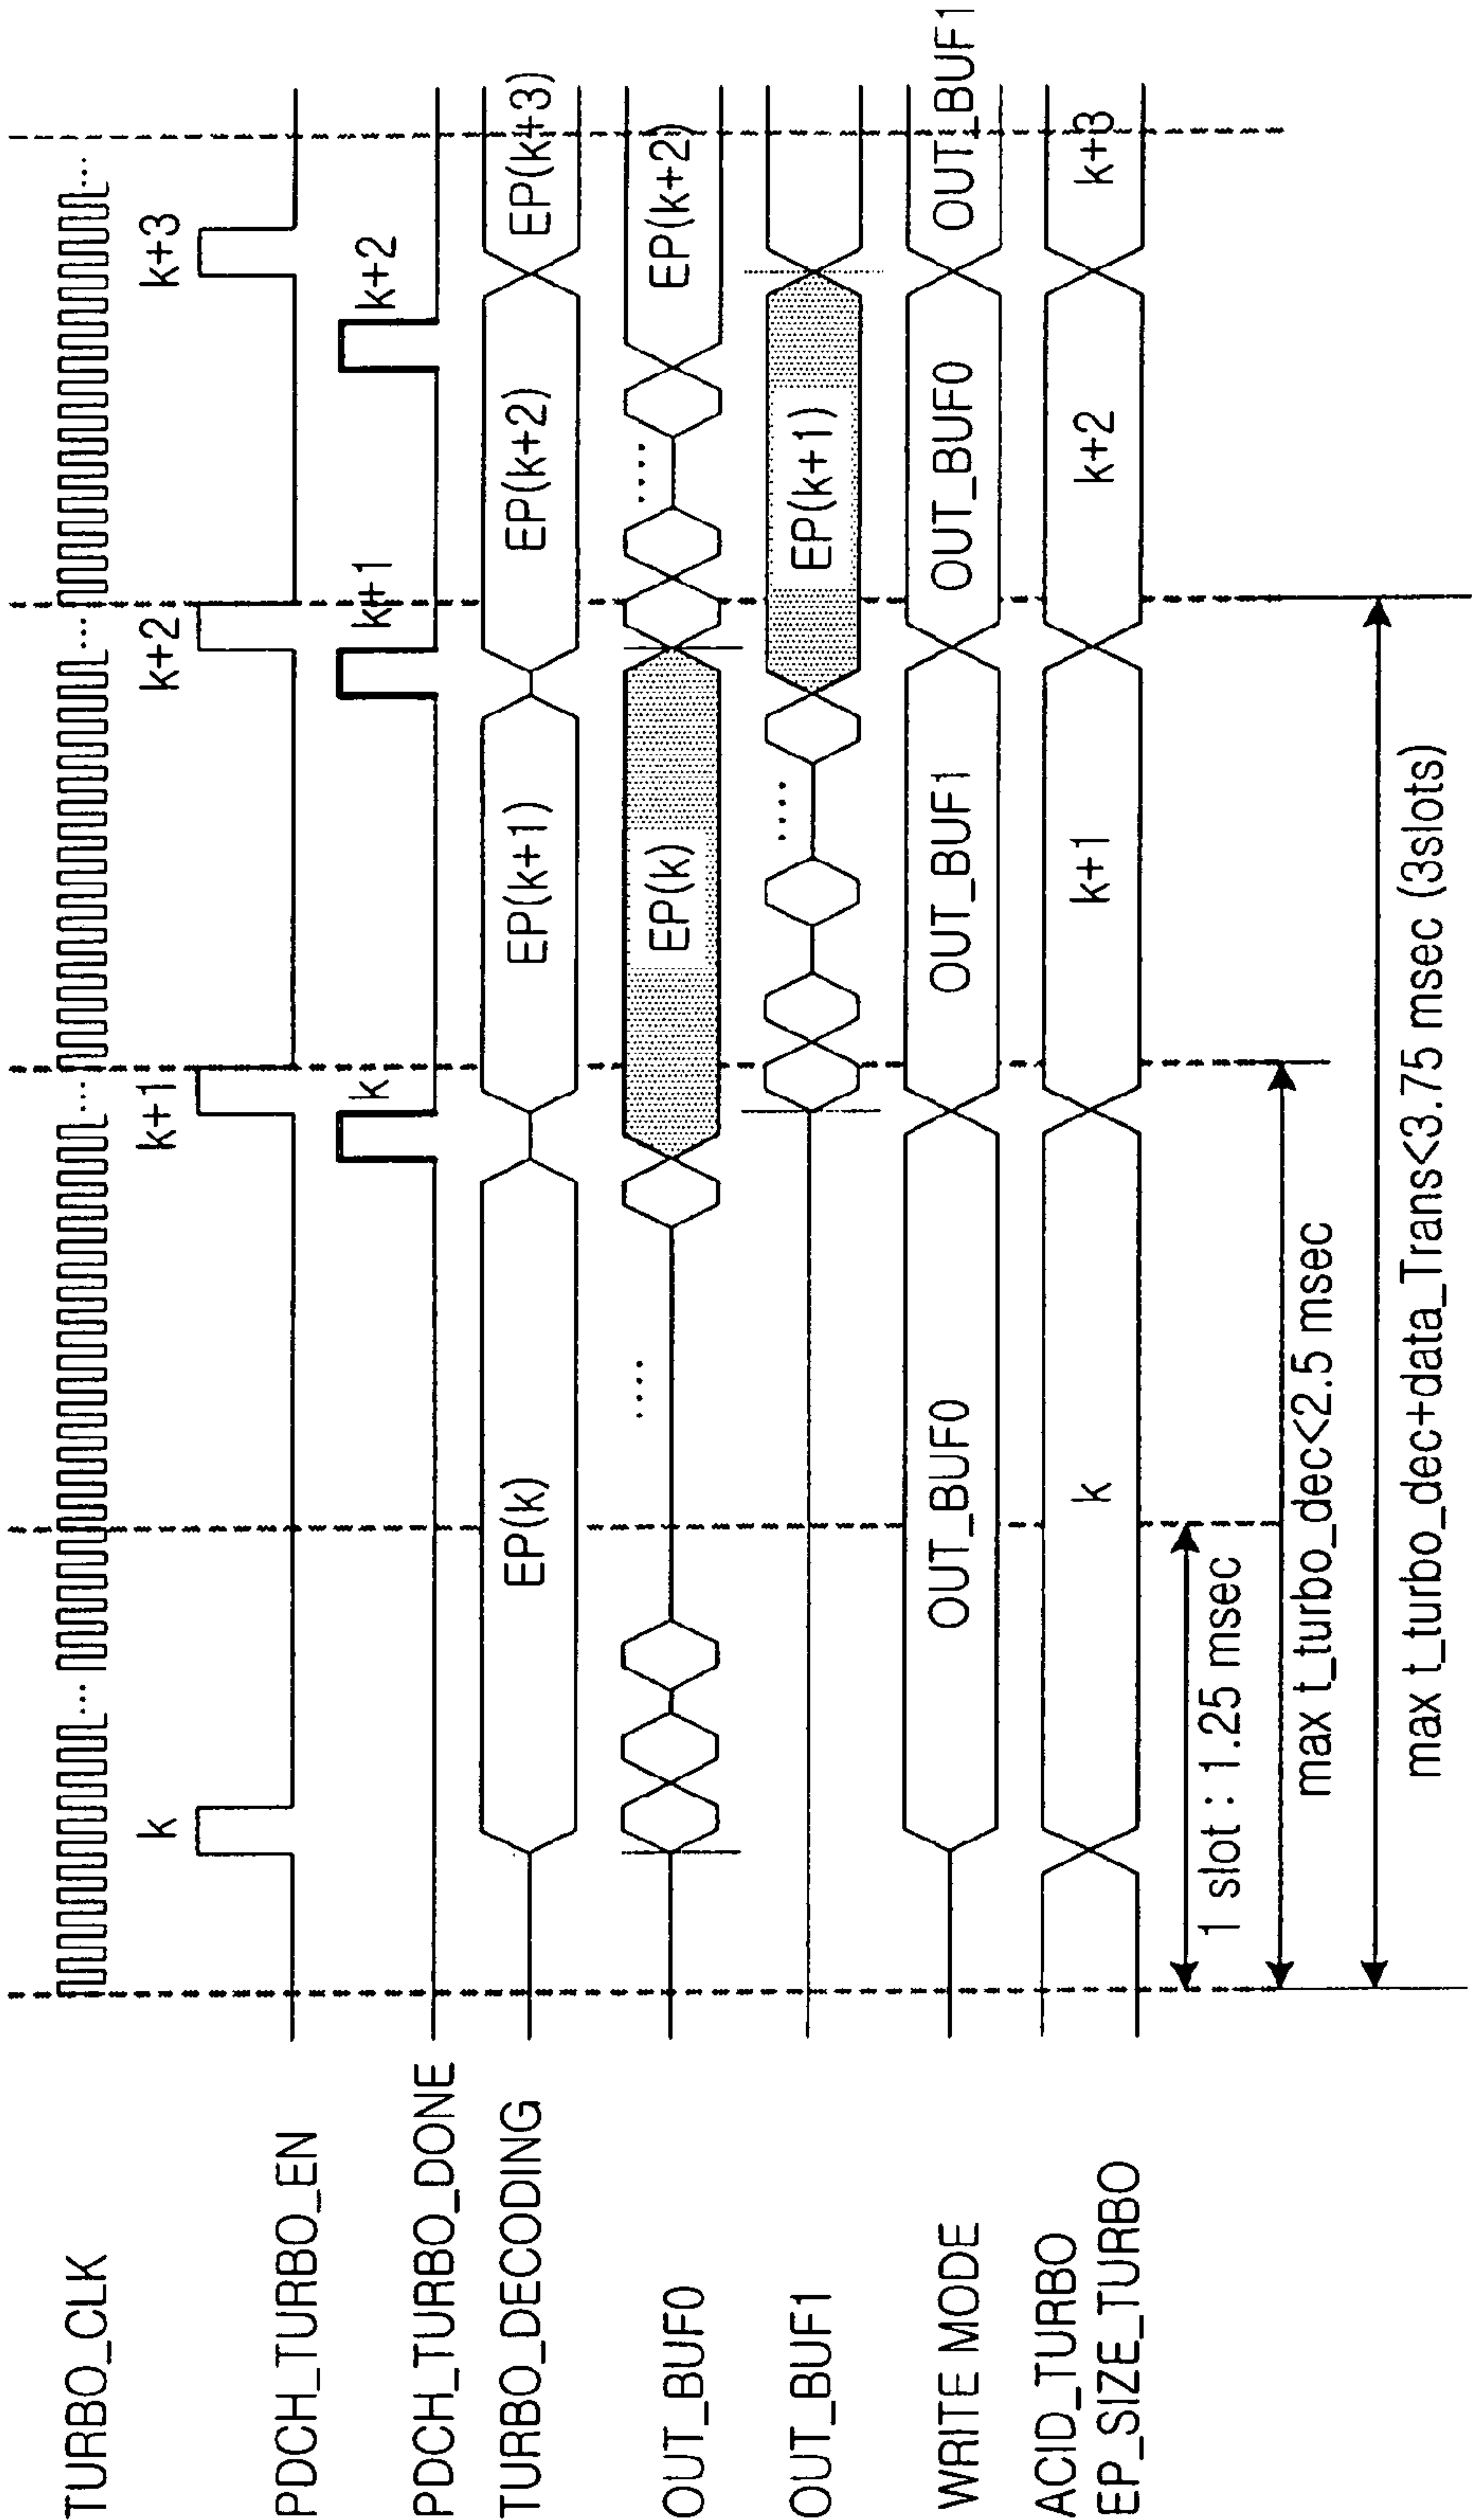 TURBO_CLK
... ... ... ...
PDCH_TURBO_EN
k k+1 k+2 k+3
PDCH_TURBO_DONE
k k+1 k+2
TURBO_DECODING
EP(k) EP(k+1) EP(k+2) EP(k+3)
OUT_BUF0
.... EP(k) .... EP(k+2)
OUT_BUF1
.... EP(k+1)
WRITE MODE
OUT_BUF0 OUT_BUF1 OUT_BUF0 OUT_BUF1
ACID_TURBO
EP_SIZE_TURBO
k k+1 k+2 k+3
1 slot : 1.25 msec
max t_turbo_dec<2.5 msec
max t_turbo_dec+data_Trans<3.75 msec (3slots)